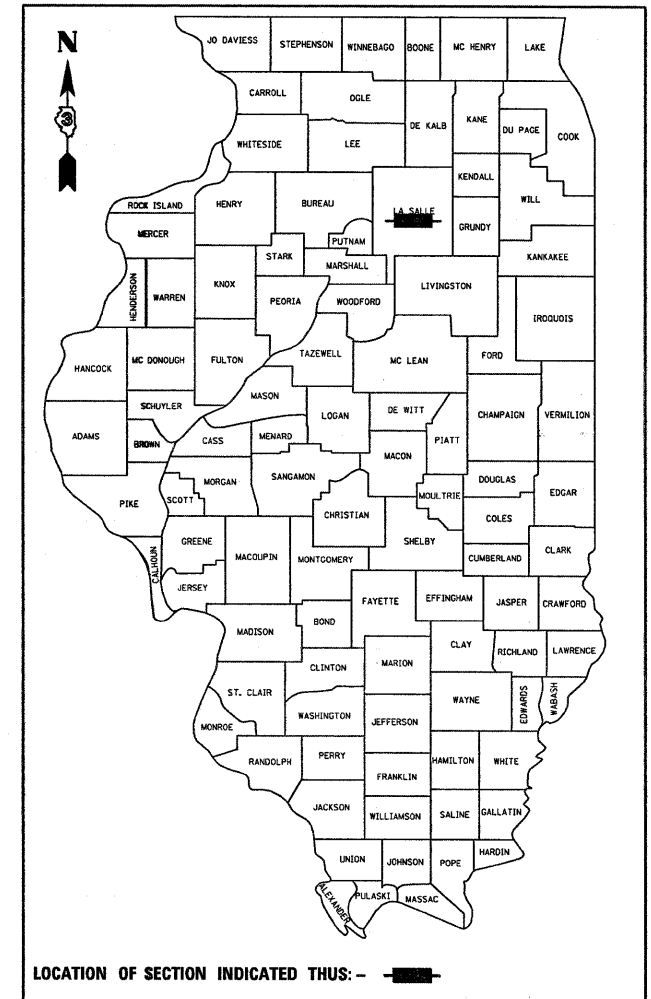 N
3
JO DAVIESS
STEPHENSON
WINNEBAGO
BOONE
MC HENRY
LAKE
CARROLL
OGLE
DE KALB
KANE
DU PAGE
COOK
WHITESIDE
LEE
KENDALL
WILL
ROCK ISLAND
HENRY
BUREAU
LA SALLE
GRUNDY
MERCER
PUTNAM
STARK
MARSHALL
KANKAKEE
HENDERSON
WARREN
KNOX
PEORIA
WOODFORD
LIVINGSTON
IROQUOIS
HANCOCK
MC DONOUGH
FULTON
TAZEWELL
MC LEAN
FORD
SCHUYLER
MASON
LOGAN
DE WITT
CHAMPAIGN
VERMILION
ADAMS
BROWN
CASS
MENARD
MACON
PIATT
PIKE
SCOTT
MORGAN
SANGAMON
CHRISTIAN
MOULTRIE
DOUGLAS
EDGAR
COLES
CALHOUN
GREENE
MACOUPIN
MONTGOMERY
SHELBY
CUMBERLAND
CLARK
JERSEY
FAYETTE
EFFINGHAM
JASPER
CRAWFORD
MADISON
BOND
CLAY
RICHLAND
LAWRENCE
CLINTON
MARION
ST. CLAIR
WAYNE
EDWARDS
WABASH
MONROE
WASHINGTON
JEFFERSON
RANDOLPH
PERRY
HAMILTON
WHITE
FRANKLIN
JACKSON
WILLIAMSON
SALINE
GALLATIN
UNION
JOHNSON
POPE
HARDIN
ALEXANDER
PULASKI
MASSAC
LOCATION OF SECTION INDICATED THUS: –